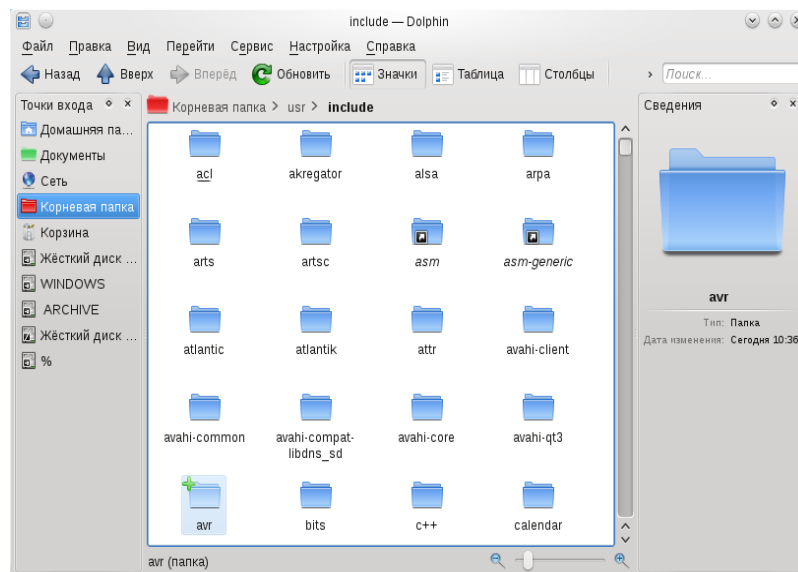 include — Dolphin
Файл Правка Вид Перейти Сервис Настройка Справка
Назад Вверх Вперёд Обновить Значки Таблица Столбцы Поиск...
Точки входа
Домашняя па...
Документы
Сеть
Корневая папка
Корзина
Жёсткий диск ...
WINDOWS
ARCHIVE
Жёсткий диск ...
%
Корневая папка > usr > include
acl akregator alsa arpa
arts artsc asm asm-generic
atlantic atlantik attr avahi-client
avahi-common avahi-compat- avahi-core avahi-qt3
libdns_sd
avr bits c++ calendar
avr (папка)
Сведения
avr
Тип: Папка
Дата изменения: Сегодня 10:36